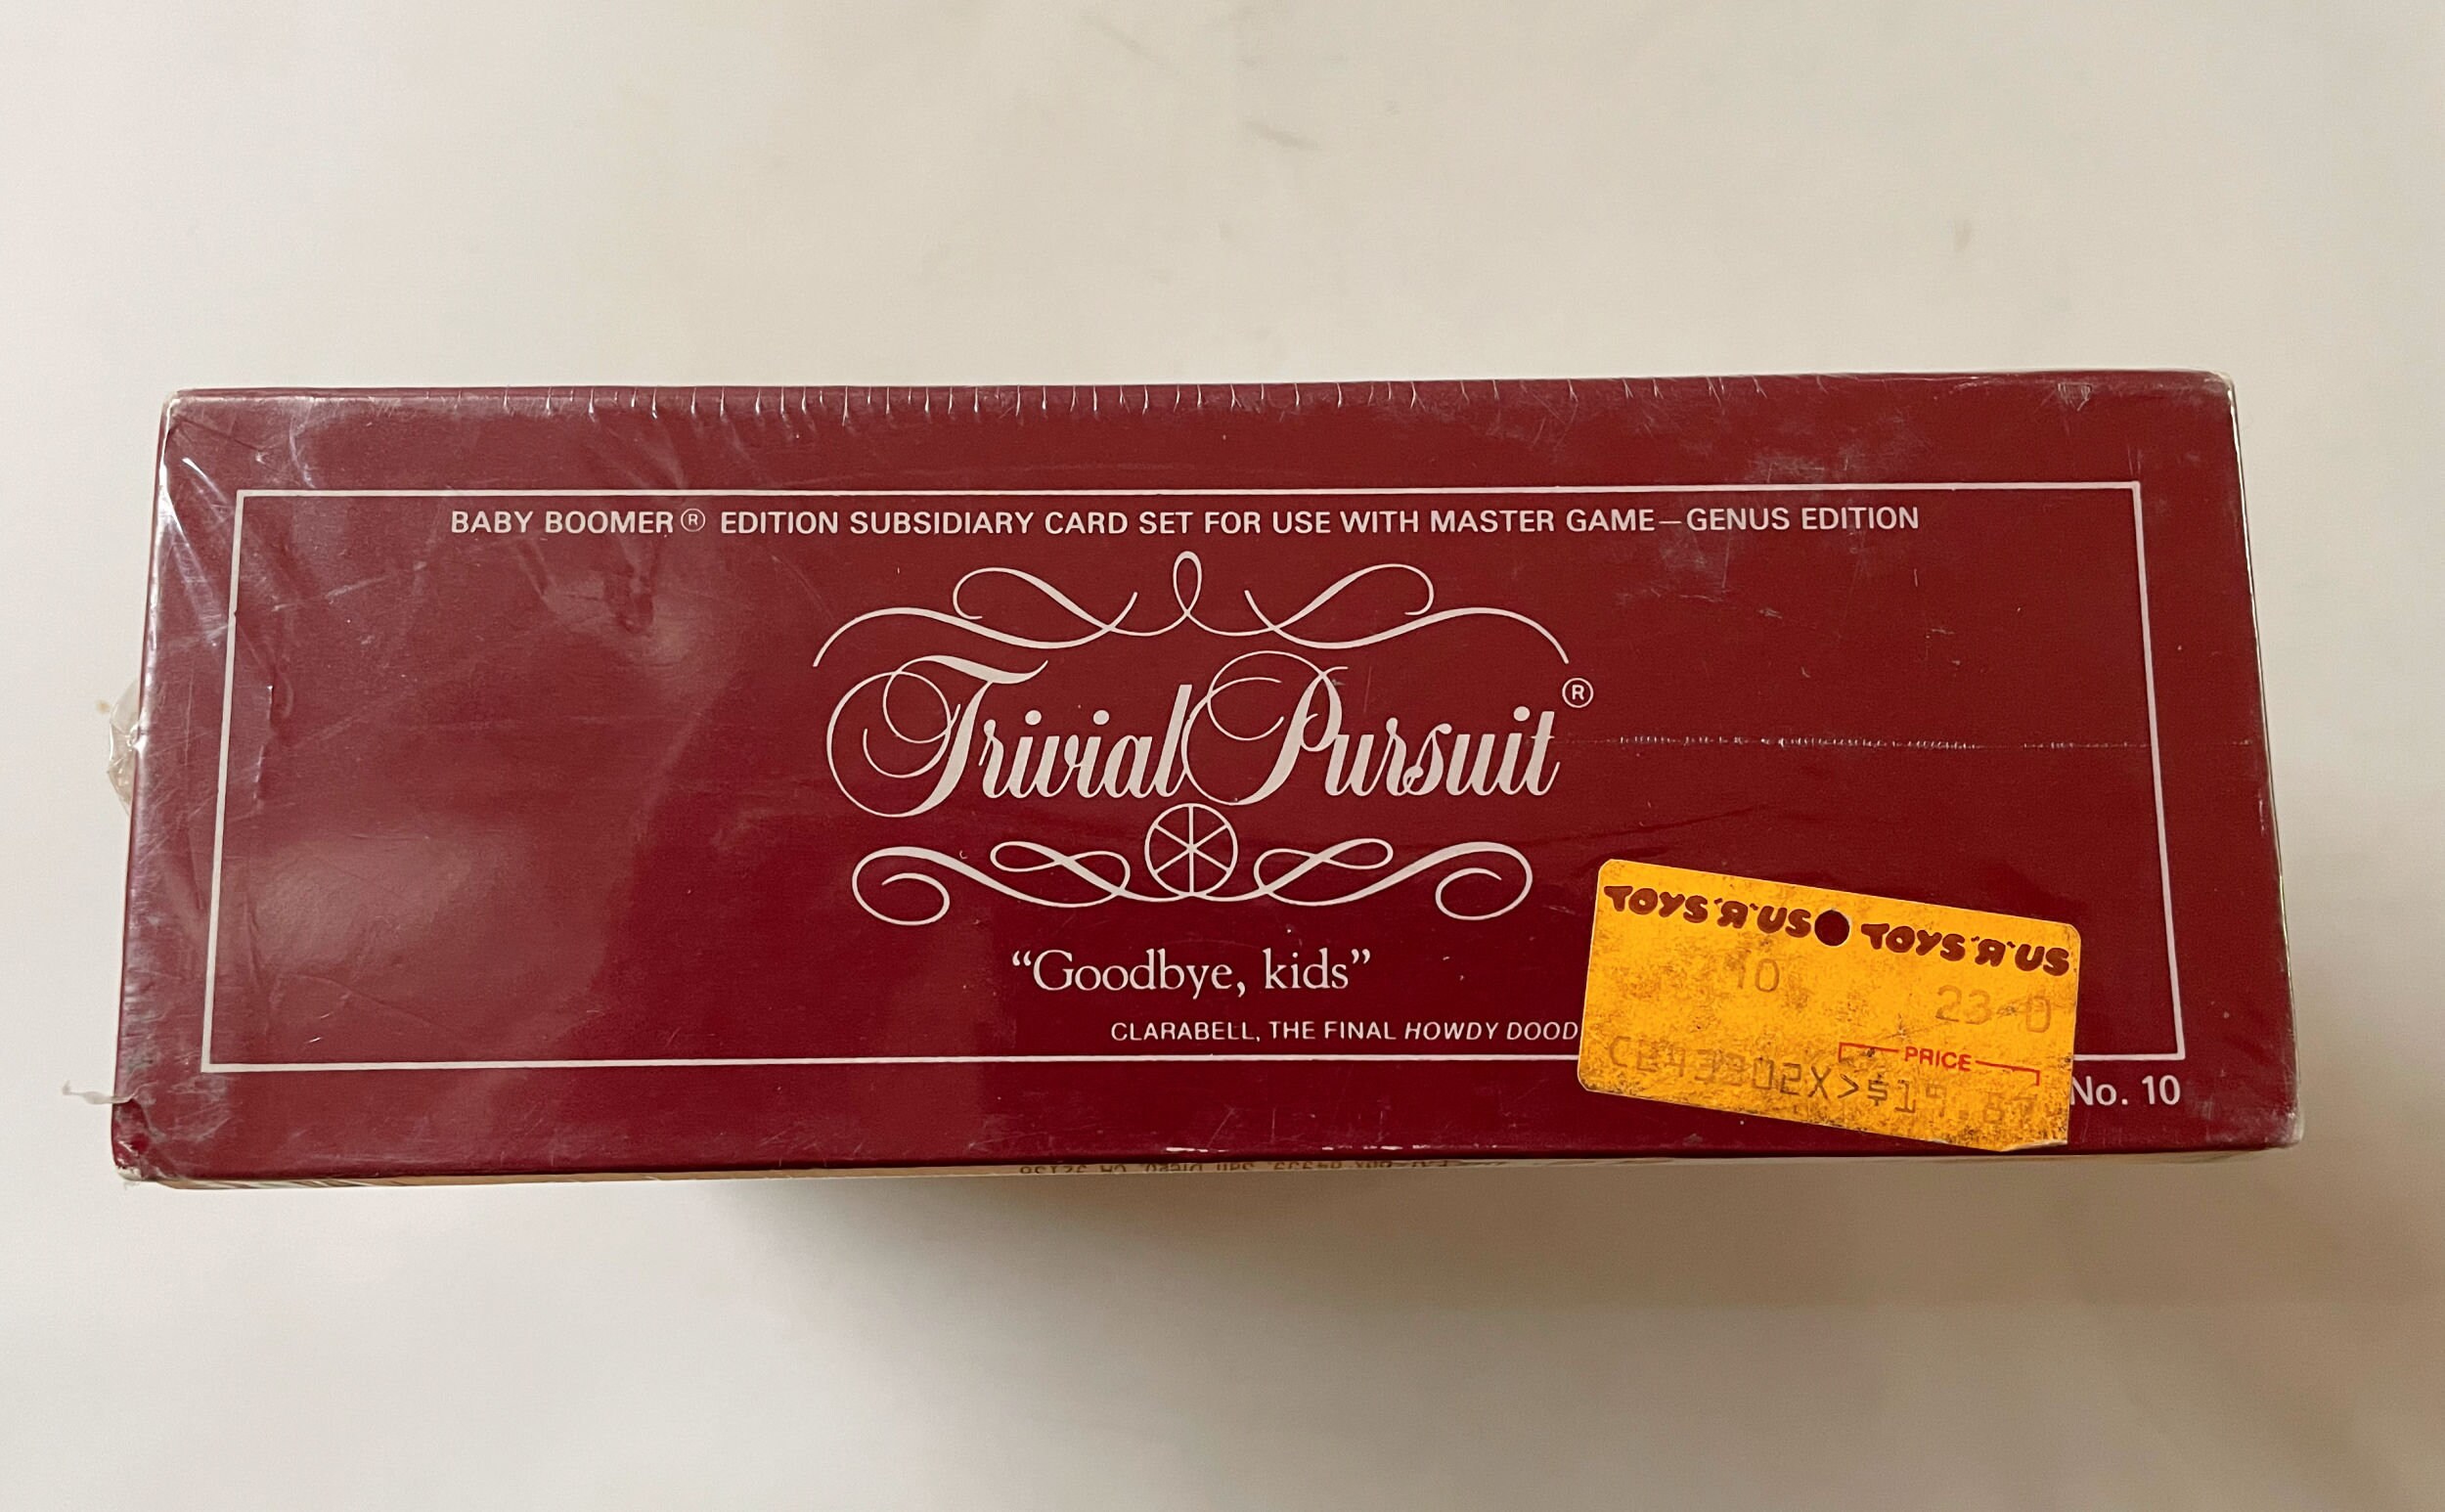 BABY BOOMER® EDITION SUBSIDIARY CARD SET FOR USE WITH MASTER GAME—GENUS EDITION
Trivial Pursuit®
“Goodbye, kids”
CLARABELL, THE FINAL HOWDY DOOD
TOYS "R" US TOYS "R" US
10
23 0
PRICE
No. 10